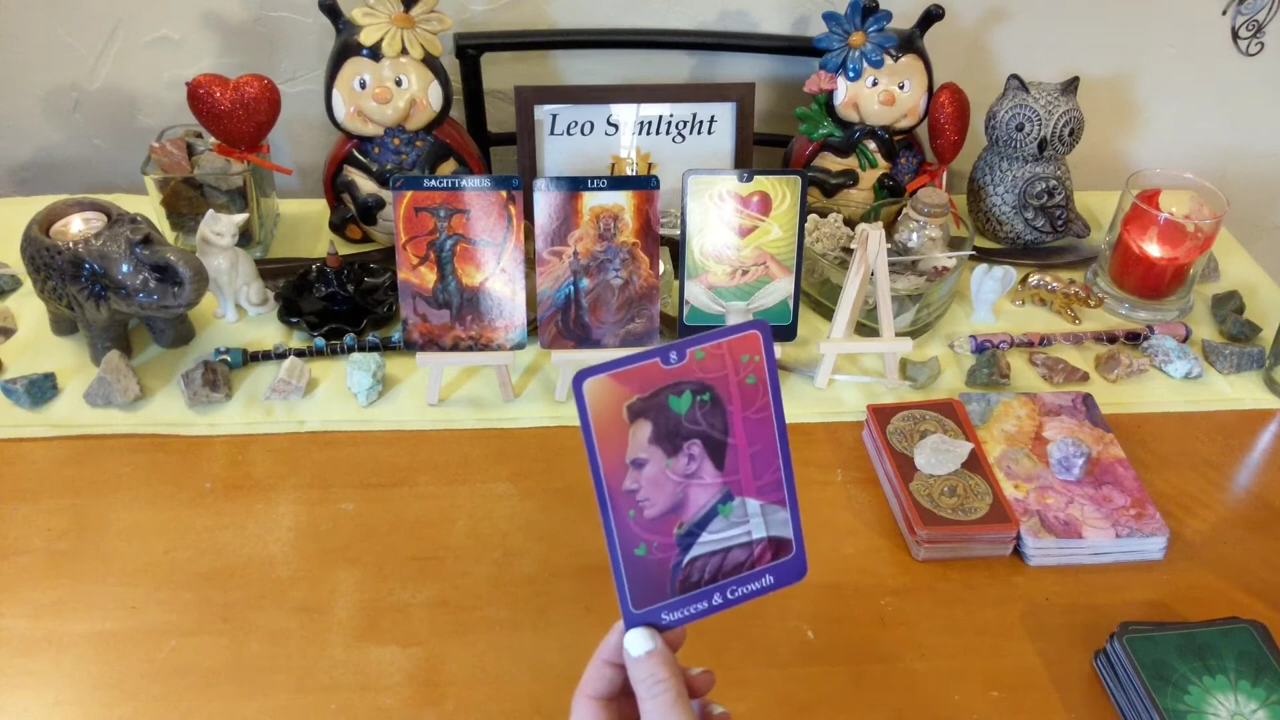 Leo Sunlight
SAGITTARIUS 9
LEO 5
7
8
Success & Growth